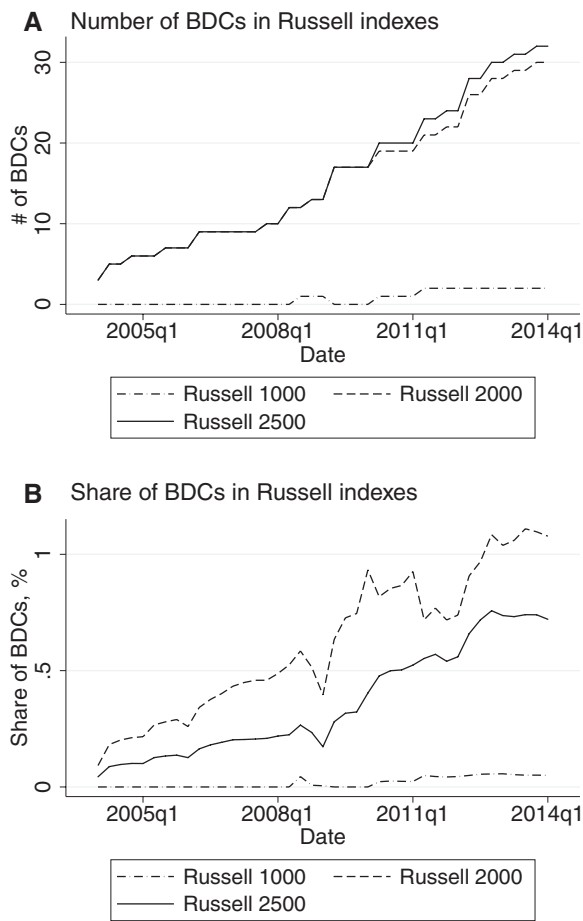 A Number of BDCs in Russell indexes
# of BDCs
30
20
10
0
2005q1 2008q1 2011q1 2014q1
Date
Russell 1000 Russell 2000
Russell 2500
B Share of BDCs in Russell indexes
Share of BDCs, %
1
.5
0
2005q1 2008q1 2011q1 2014q1
Date
Russell 1000 Russell 2000
Russell 2500